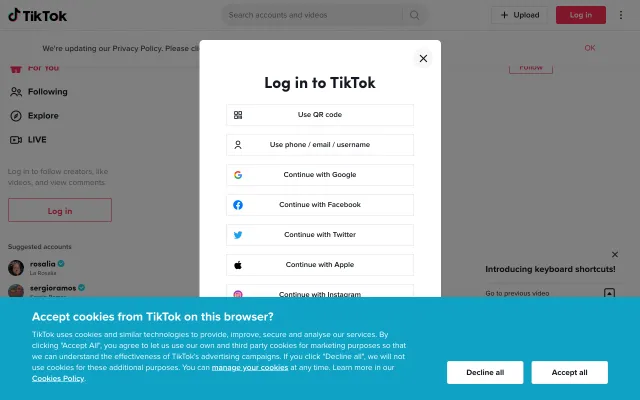 TikTok
Search accounts and videos
Upload
Log in
We're updating our Privacy Policy. Please
OK
For You
Follow
Following
Explore
LIVE
Log in to follow creators, like
videos, and view comments.
Log in
Suggested accounts
rosalia
La Rosalia
sergioramos
Log in to TikTok
Use QR code
Use phone / email / username
Continue with Google
Continue with Facebook
Continue with Twitter
Continue with Apple
Continue with Instagram
Introducing keyboard shortcuts!
Go to previous video
Accept cookies from TikTok on this browser?
TikTok uses cookies and similar technologies to provide, improve, secure and analyse our services. By
clicking "Accept All", you agree to let us use our own and third party cookies for marketing purposes so that
we can understand the effectiveness of TikTok's advertising campaigns. If you click "Decline all", we will not
use cookies for these additional purposes. You can manage your cookies at any time. Learn more in our
Cookies Policy.
Decline all
Accept all